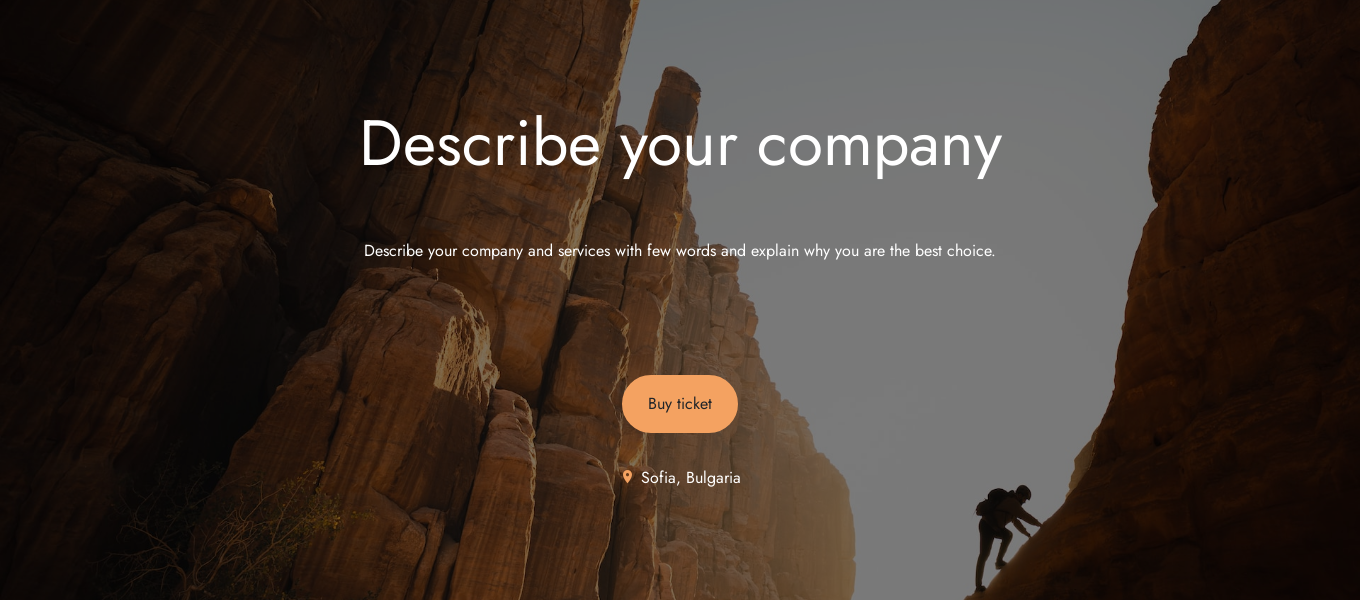 Describe your company
Describe your company and services with few words and explain why you are the best choice.
Buy ticket
Sofia, Bulgaria